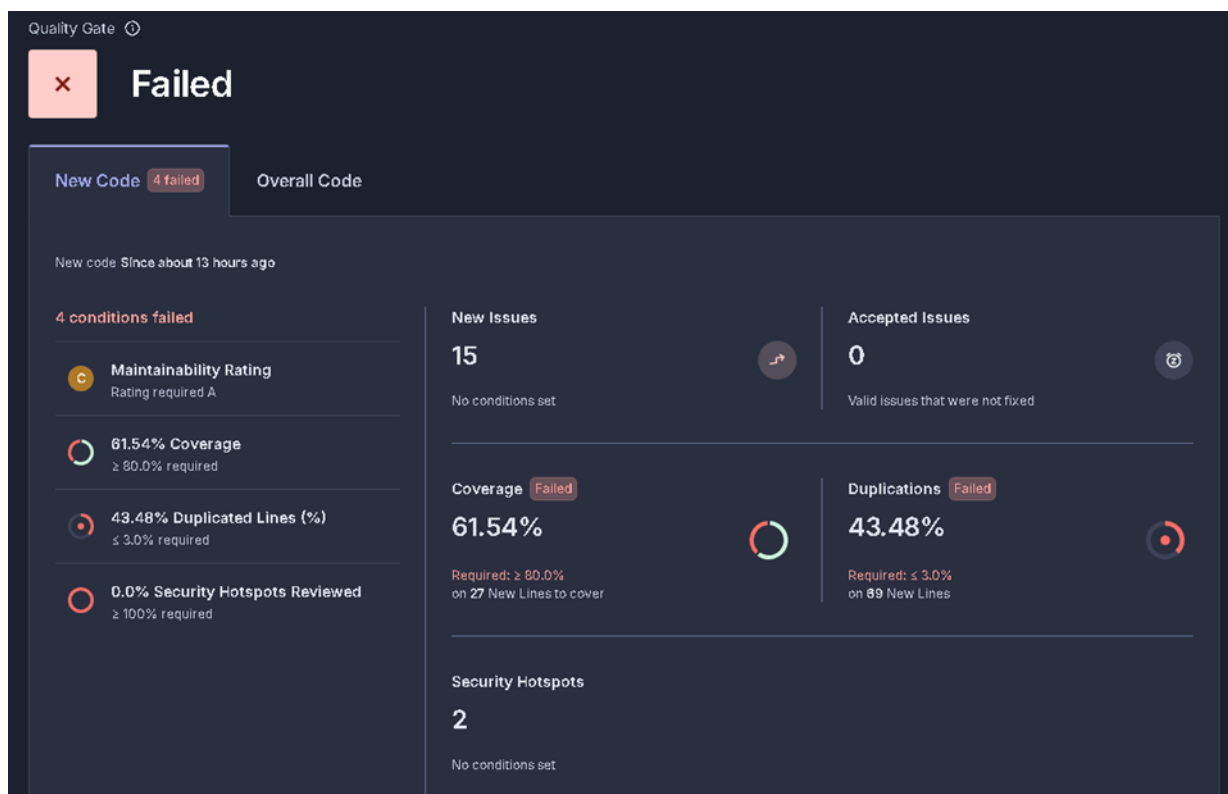 Quality Gate
Failed
New Code 4 failed
Overall Code
New code Since about 13 hours ago
4 conditions failed
C
Maintainability Rating
Rating required A
61.54% Coverage
≥ 80.0% required
43.48% Duplicated Lines (%)
≤ 3.0% required
0.0% Security Hotspots Reviewed
≥ 100% required
New Issues
15
No conditions set
Accepted Issues
0
Valid issues that were not fixed
Coverage Failed
61.54%
Required: ≥ 80.0%
on 27 New Lines to cover
Duplications Failed
43.48%
Required: ≤ 3.0%
on 69 New Lines
Security Hotspots
2
No conditions set